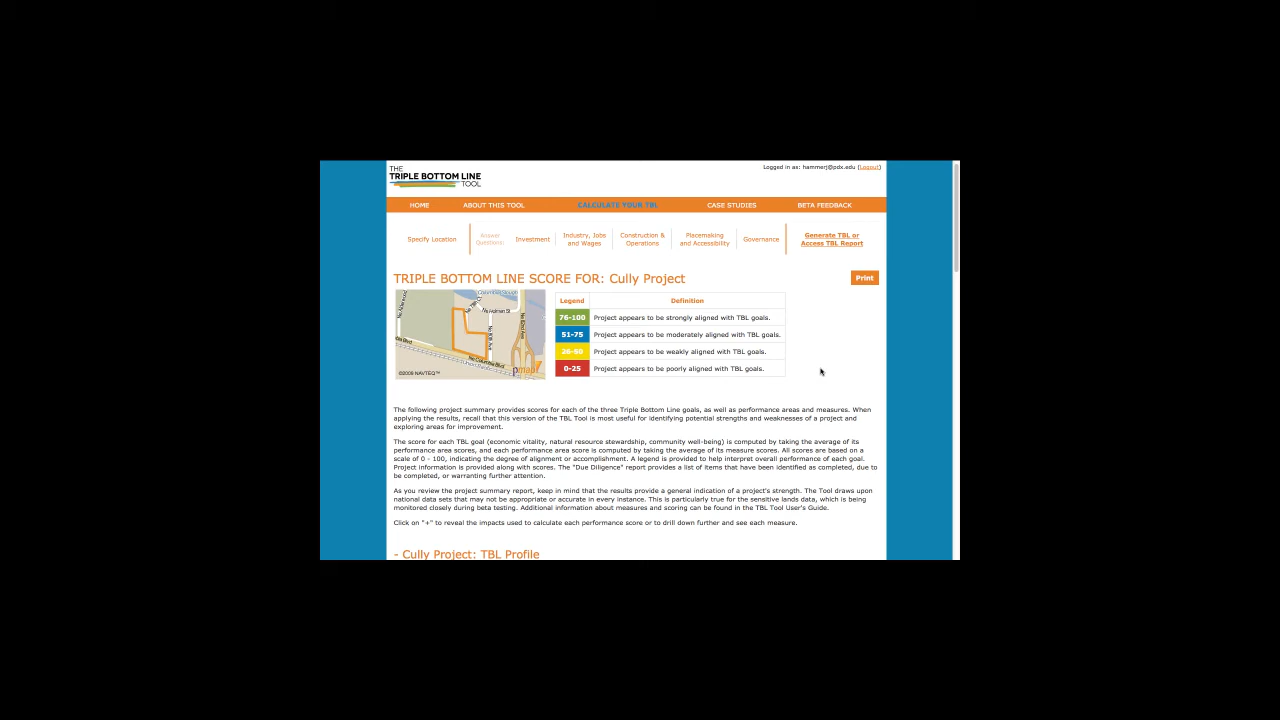 THE
TRIPLE BOTTOM LINE
TOOL
Logged in as: hammerj@pdx.edu (Logout)
HOME ABOUT THIS TOOL CALCULATE YOUR TBL CASE STUDIES BETA FEEDBACK
Specify Location
Answer
Questions:
Investment
Industry, Jobs
and Wages
Construction &
Operations
Placemaking
and Accessibility
Governance
Generate TBL or
Access TBL Report
TRIPLE BOTTOM LINE SCORE FOR: Cully Project
Print
Columbia Slough
Ne Holman St
Ne 80th Ave
Ne 82nd Ave
Ne Columbia Blvd
©2009 NAVTEQ™
Legend Definition
76-100 Project appears to be strongly aligned with TBL goals.
51-75 Project appears to be moderately aligned with TBL goals.
26-50 Project appears to be weakly aligned with TBL goals.
0-25 Project appears to be poorly aligned with TBL goals.
The following project summary provides scores for each of the three Triple Bottom Line goals, as well as performance areas and measures. When
applying the results, recall that this version of the TBL Tool is most useful for identifying potential strengths and weaknesses of a project and
exploring areas for improvement.
The score for each TBL goal (economic vitality, natural resource stewardship, community well-being) is computed by taking the average of its
performance area scores, and each performance area score is computed by taking the average of its measure scores. All scores are based on a
scale of 0 - 100, indicating the degree of alignment or accomplishment. A legend is provided to help interpret overall performance of each goal.
Project information is provided along with scores. The "Due Diligence" report provides a list of items that have been identified as completed, due to
be completed, or warranting further attention.
As you review the project summary report, keep in mind that the results provide a general indication of a project's strength. The Tool draws upon
national data sets that may not be appropriate or accurate in every instance. This is particularly true for the sensitive lands data, which is being
monitored closely during beta testing. Additional information about measures and scoring can be found in the TBL Tool User's Guide.
Click on "+" to reveal the impacts used to calculate each performance score or to drill down further and see each measure.
- Cully Project: TBL Profile